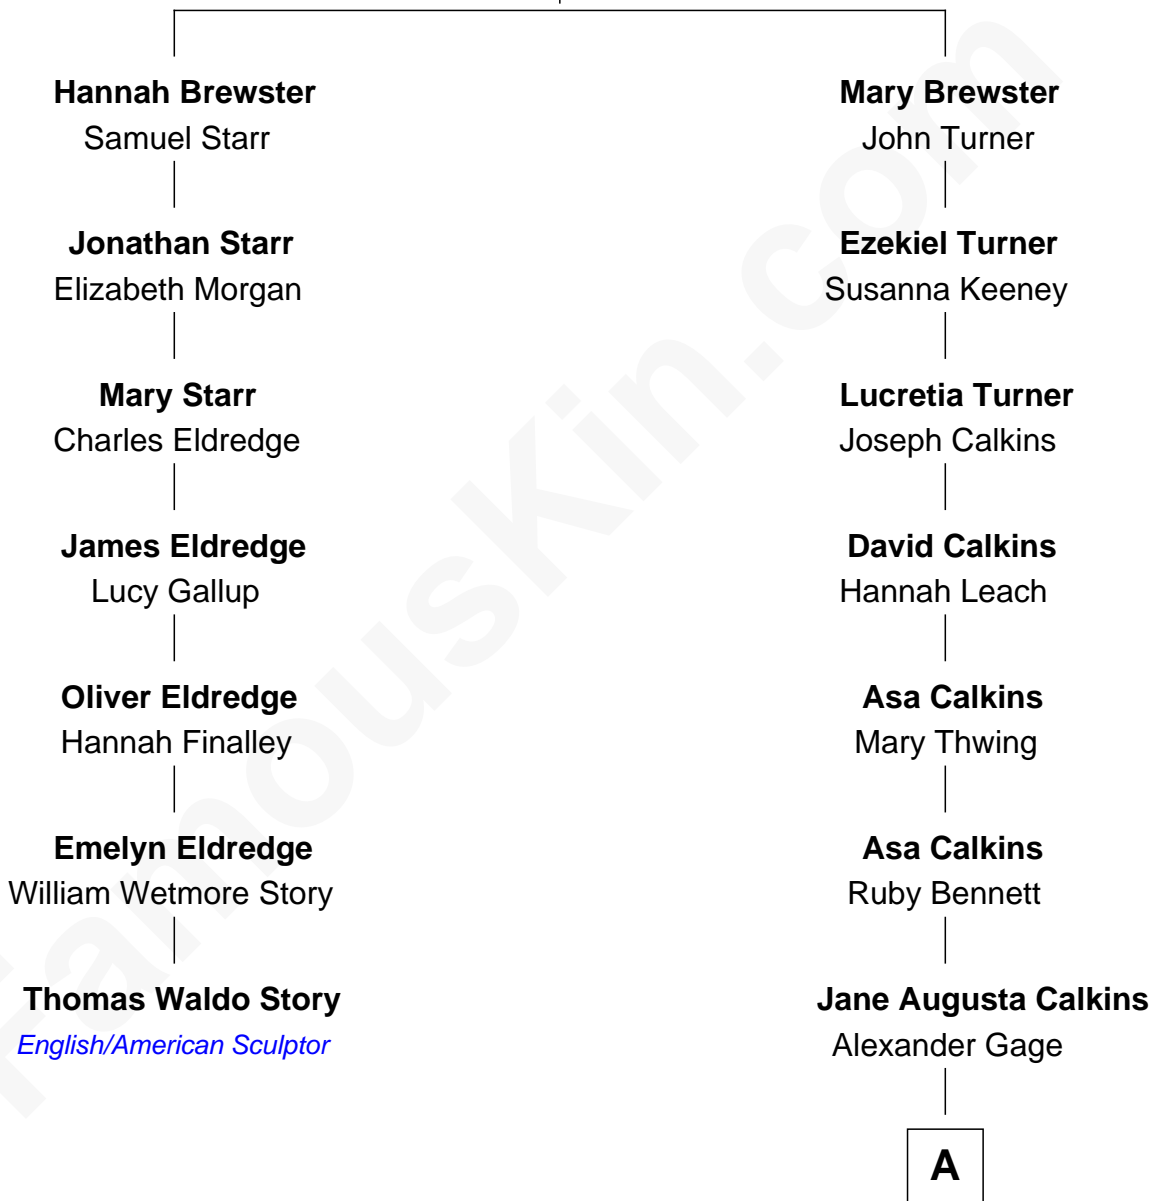 Hannah Brewster
Samuel Starr
Jonathan Starr
Elizabeth Morgan
Mary Starr
Charles Eldredge
James Eldredge
Lucy Gallup
Oliver Eldredge
Hannah Finalley
Emelyn Eldredge
William Wetmore Story
Thomas Waldo Story
English/American Sculptor
Mary Brewster
John Turner
Ezekiel Turner
Susanna Keeney
Lucretia Turner
Joseph Calkins
David Calkins
Hannah Leach
Asa Calkins
Mary Thwing
Asa Calkins
Ruby Bennett
Jane Augusta Calkins
Alexander Gage
A
FamousKin.com